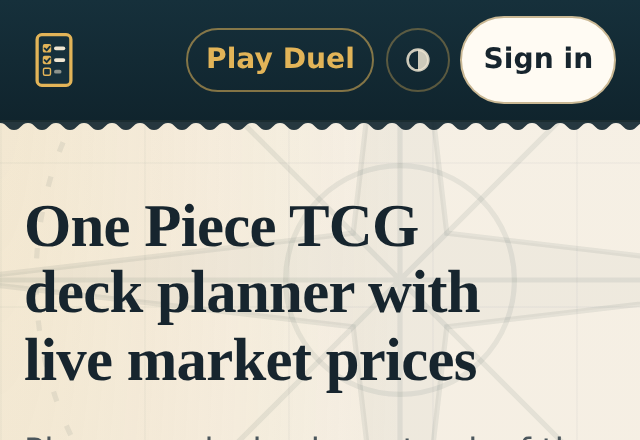 Play Duel
Sign in
One Piece TCG
deck planner with
live market prices